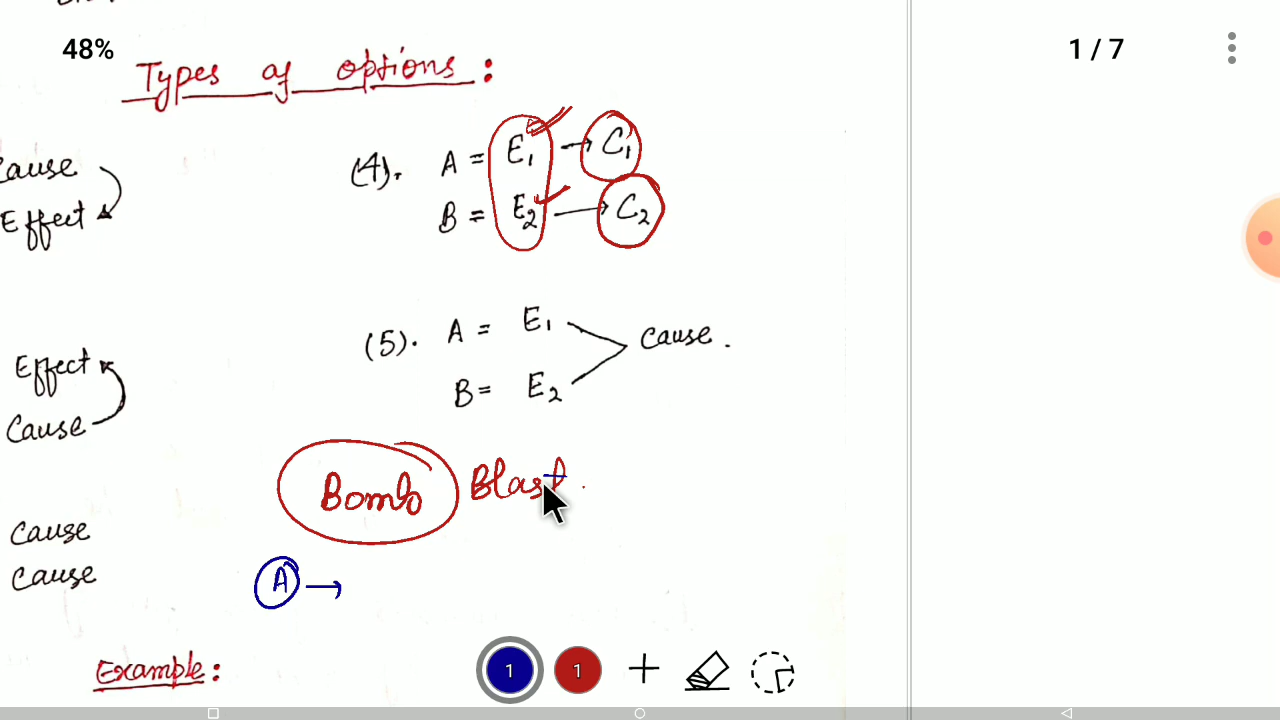 48%
1 / 7
Types of options :
Cause
Effect
(4). A = E1 → C1
B = E2 → C2
(5). A = E1
Cause .
B = E2
Effect
Cause
Bomb Blast .
Cause
Cause
A →
Example :
1 1